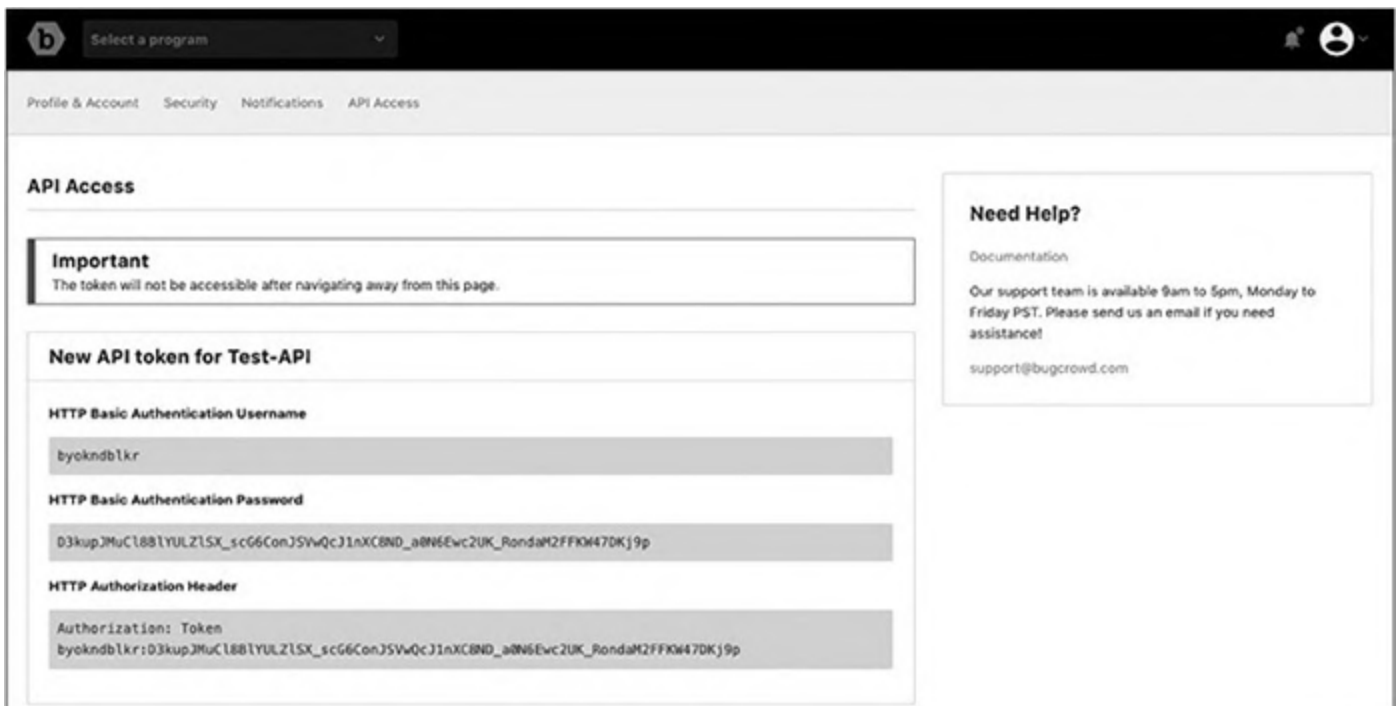 b
Select a program
Profile & Account Security Notifications API Access
API Access
Important
The token will not be accessible after navigating away from this page.
New API token for Test-API
HTTP Basic Authentication Username
byokndblkr
HTTP Basic Authentication Password
D3kupJMuCl8BlYULZlSX_scG6ConJSVwQcJ1nXC8ND_a0N6Ewc2UK_RondaM2FFKW47DKj9p
HTTP Authorization Header
Authorization: Token
byokndblkr:D3kupJMuCl8BlYULZlSX_scG6ConJSVwQcJ1nXC8ND_a0N6Ewc2UK_RondaM2FFKW47DKj9p
Need Help?
Documentation
Our support team is available 9am to 5pm, Monday to
Friday PST. Please send us an email if you need
assistance!
support@bugcrowd.com